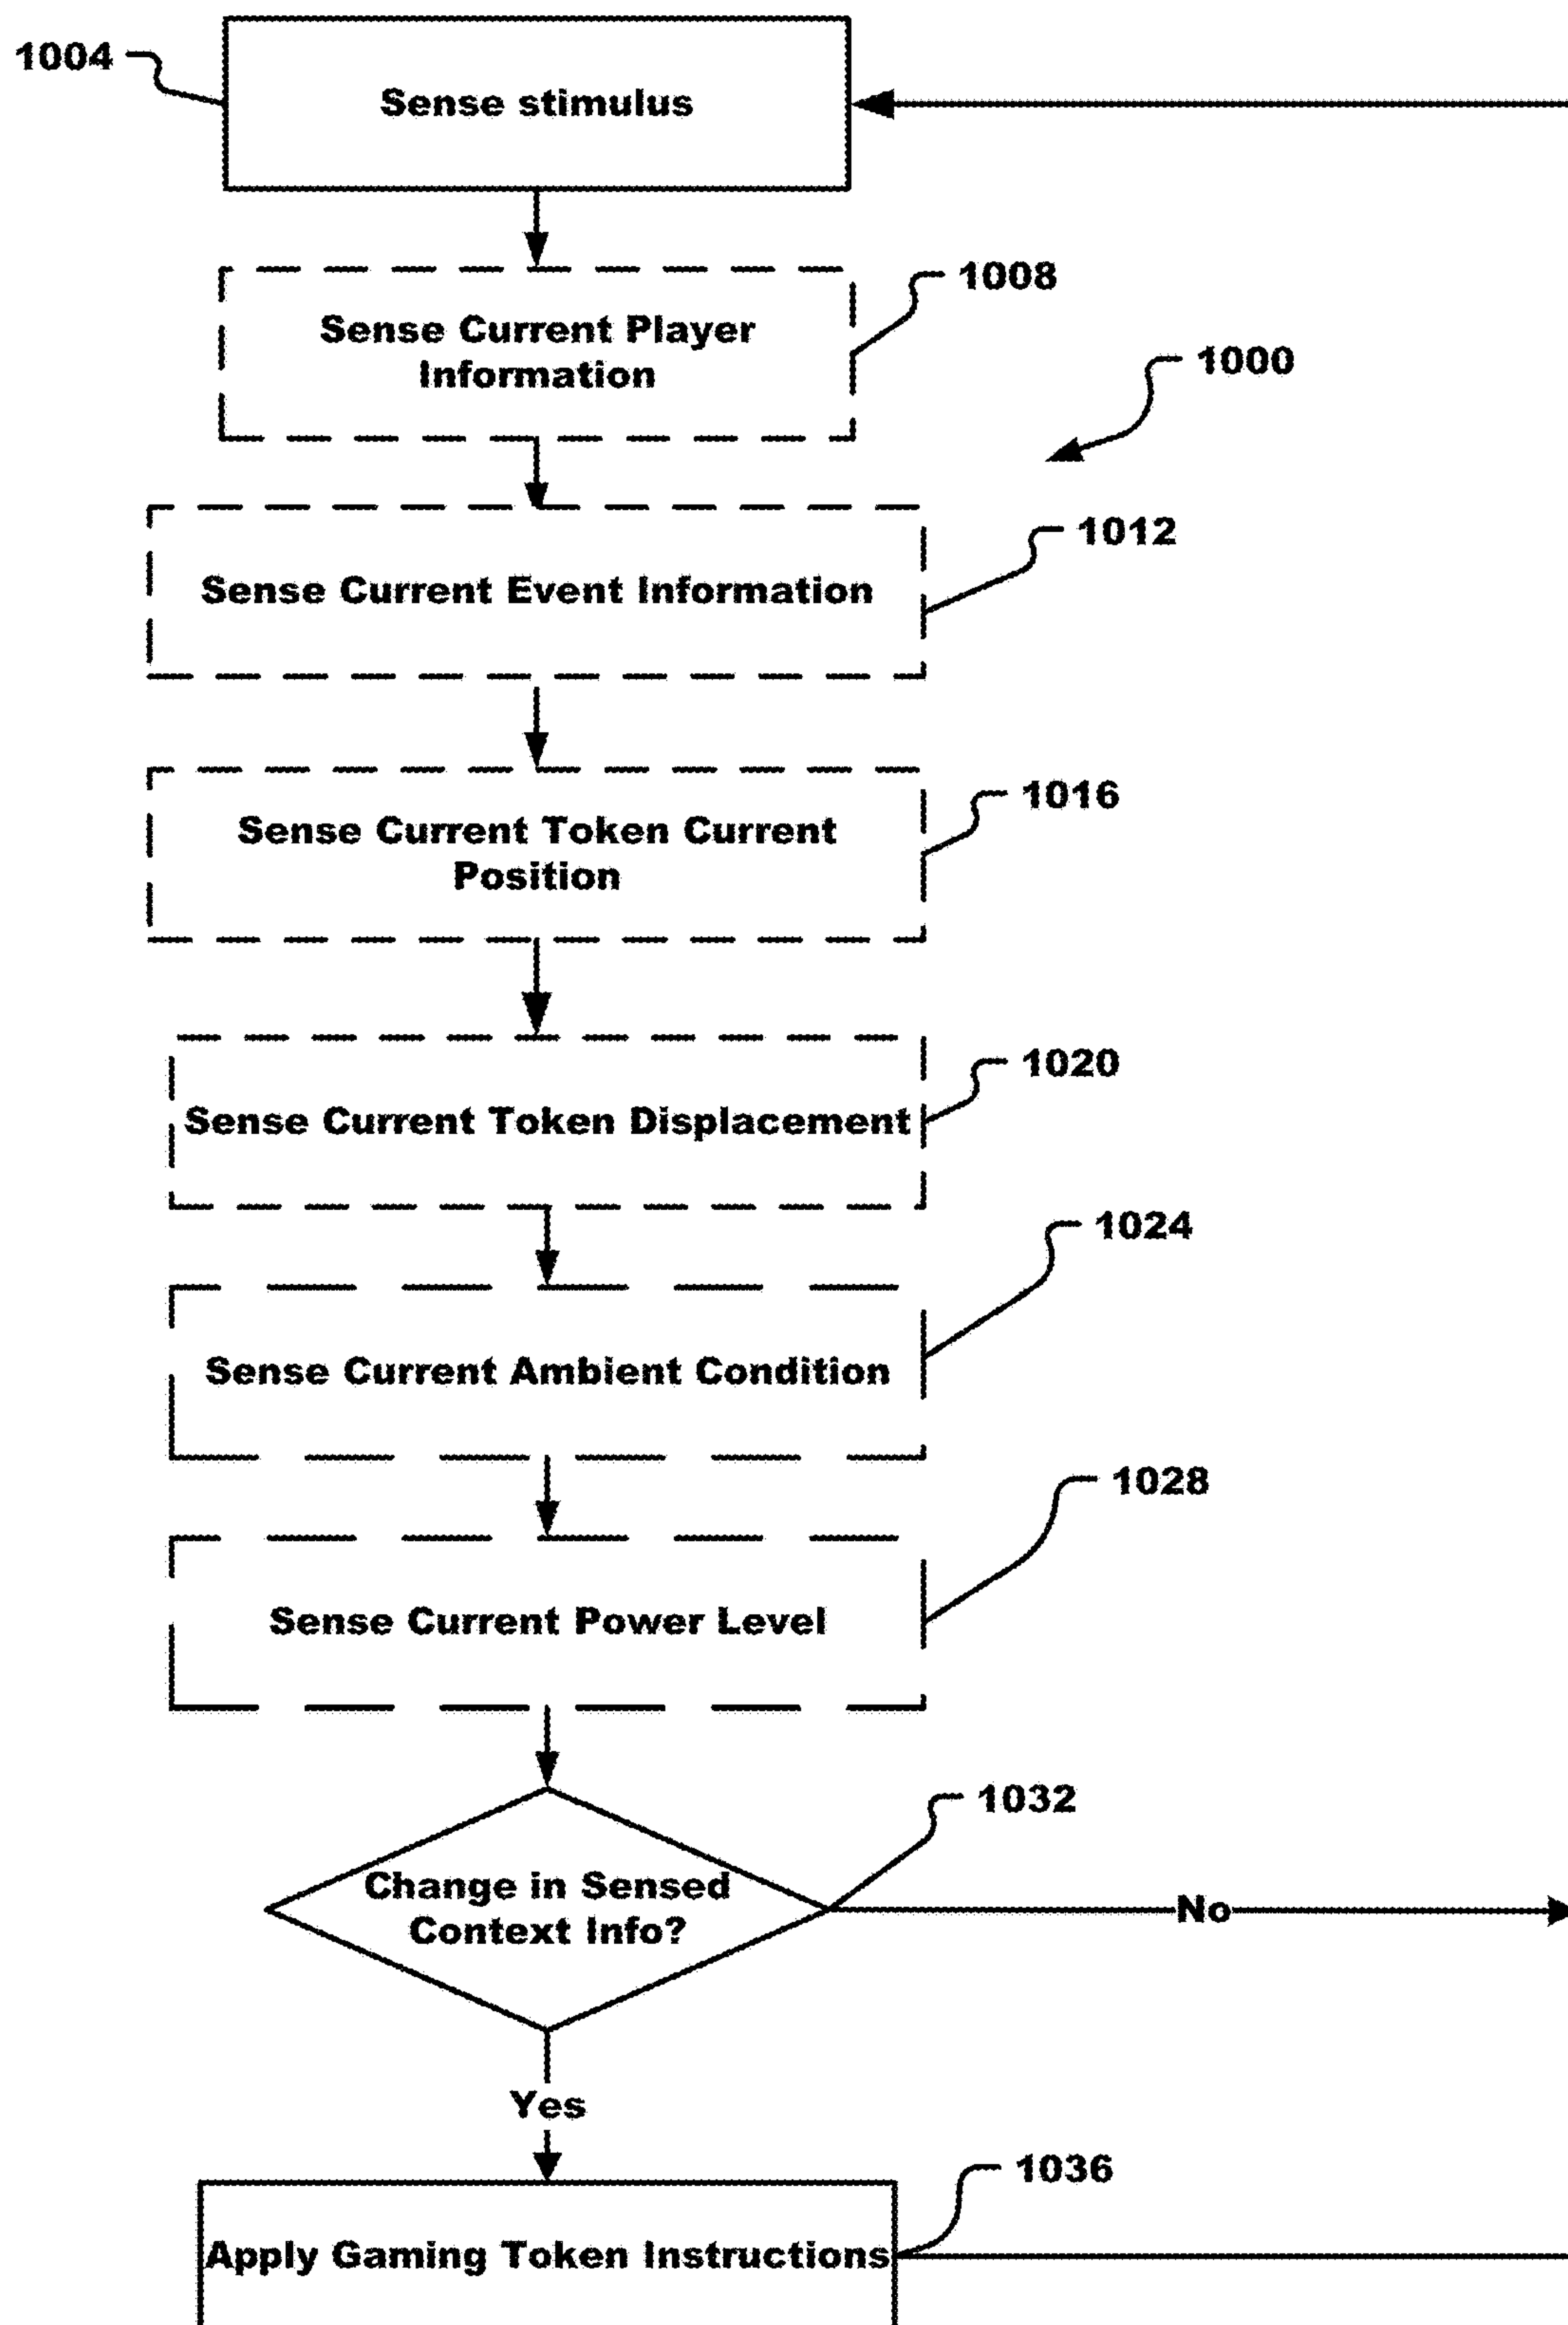 1004
Sense stimulus
1008
Sense Current Player
Information
1000
1012
Sense Current Event Information
1016
Sense Current Token Current
Position
1020
Sense Current Token Displacement
1024
Sense Current Ambient Condition
1028
Sense Current Power Level
1032
Change in Sensed
Context Info?
No
Yes
1036
Apply Gaming Token Instructions